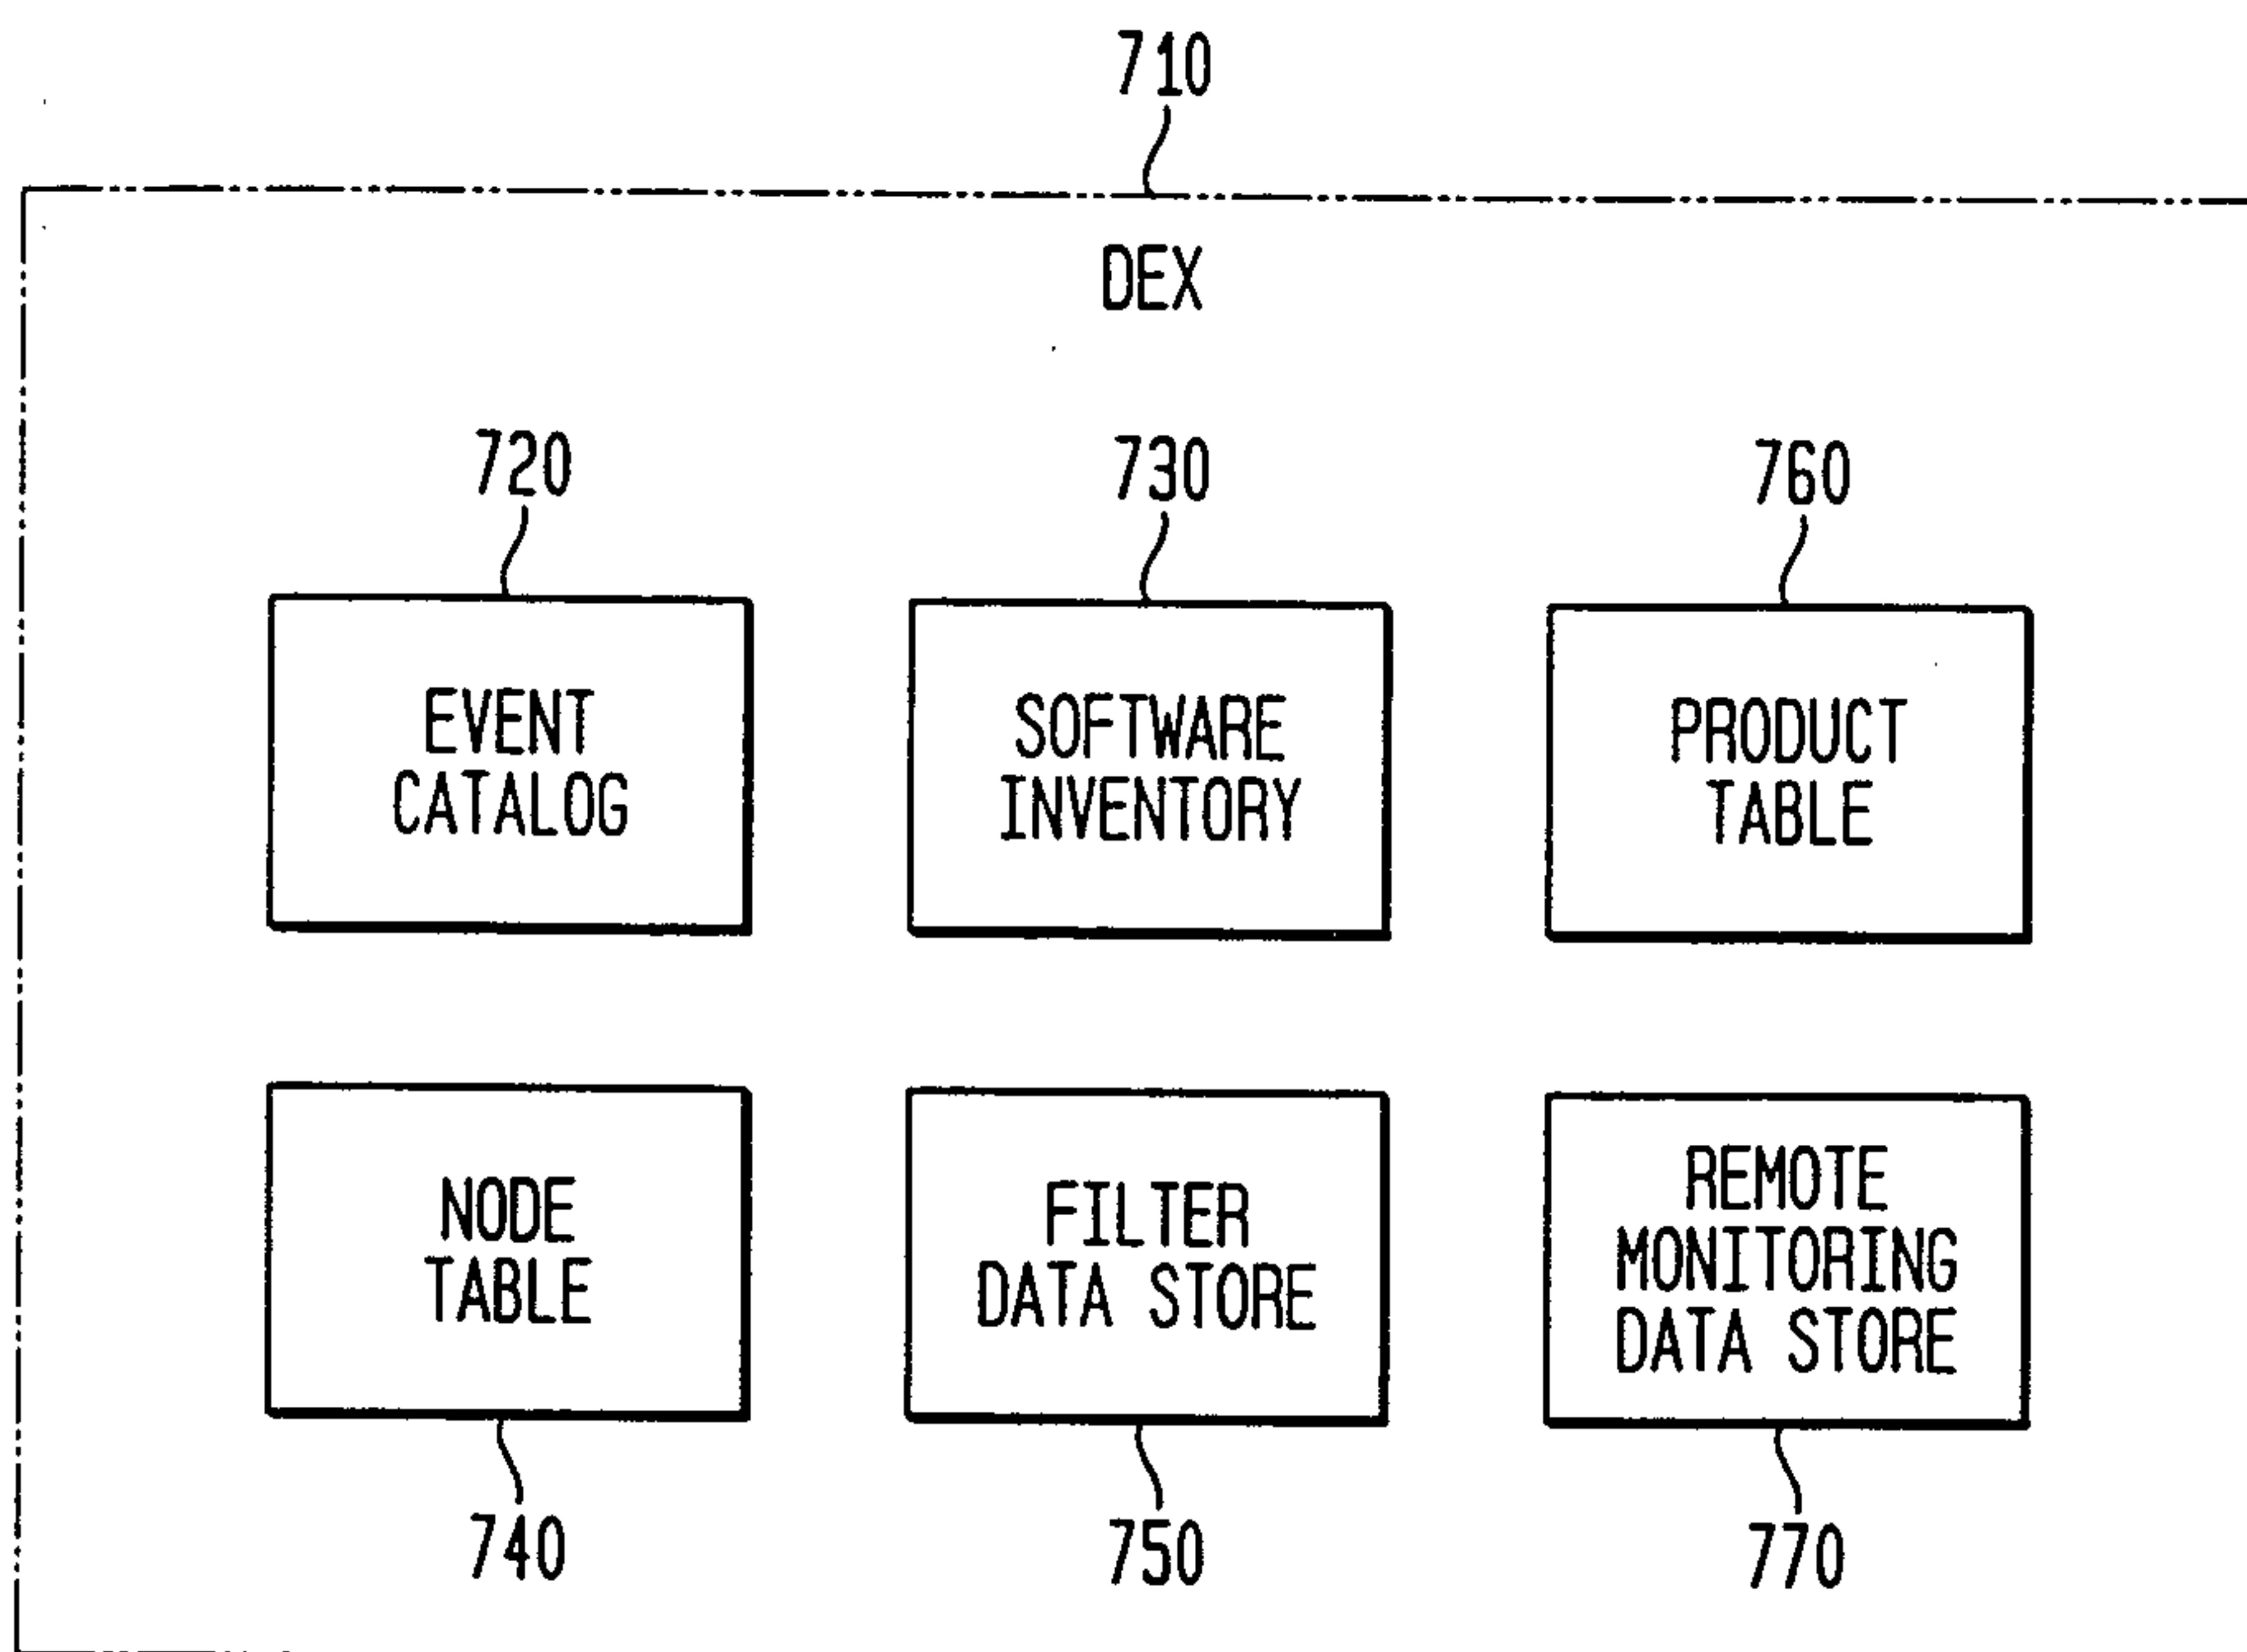 710
DEX
720
730
760
EVENT
CATALOG
SOFTWARE
INVENTORY
PRODUCT
TABLE
NODE
TABLE
FILTER
DATA STORE
REMOTE
MONITORING
DATA STORE
740
750
770